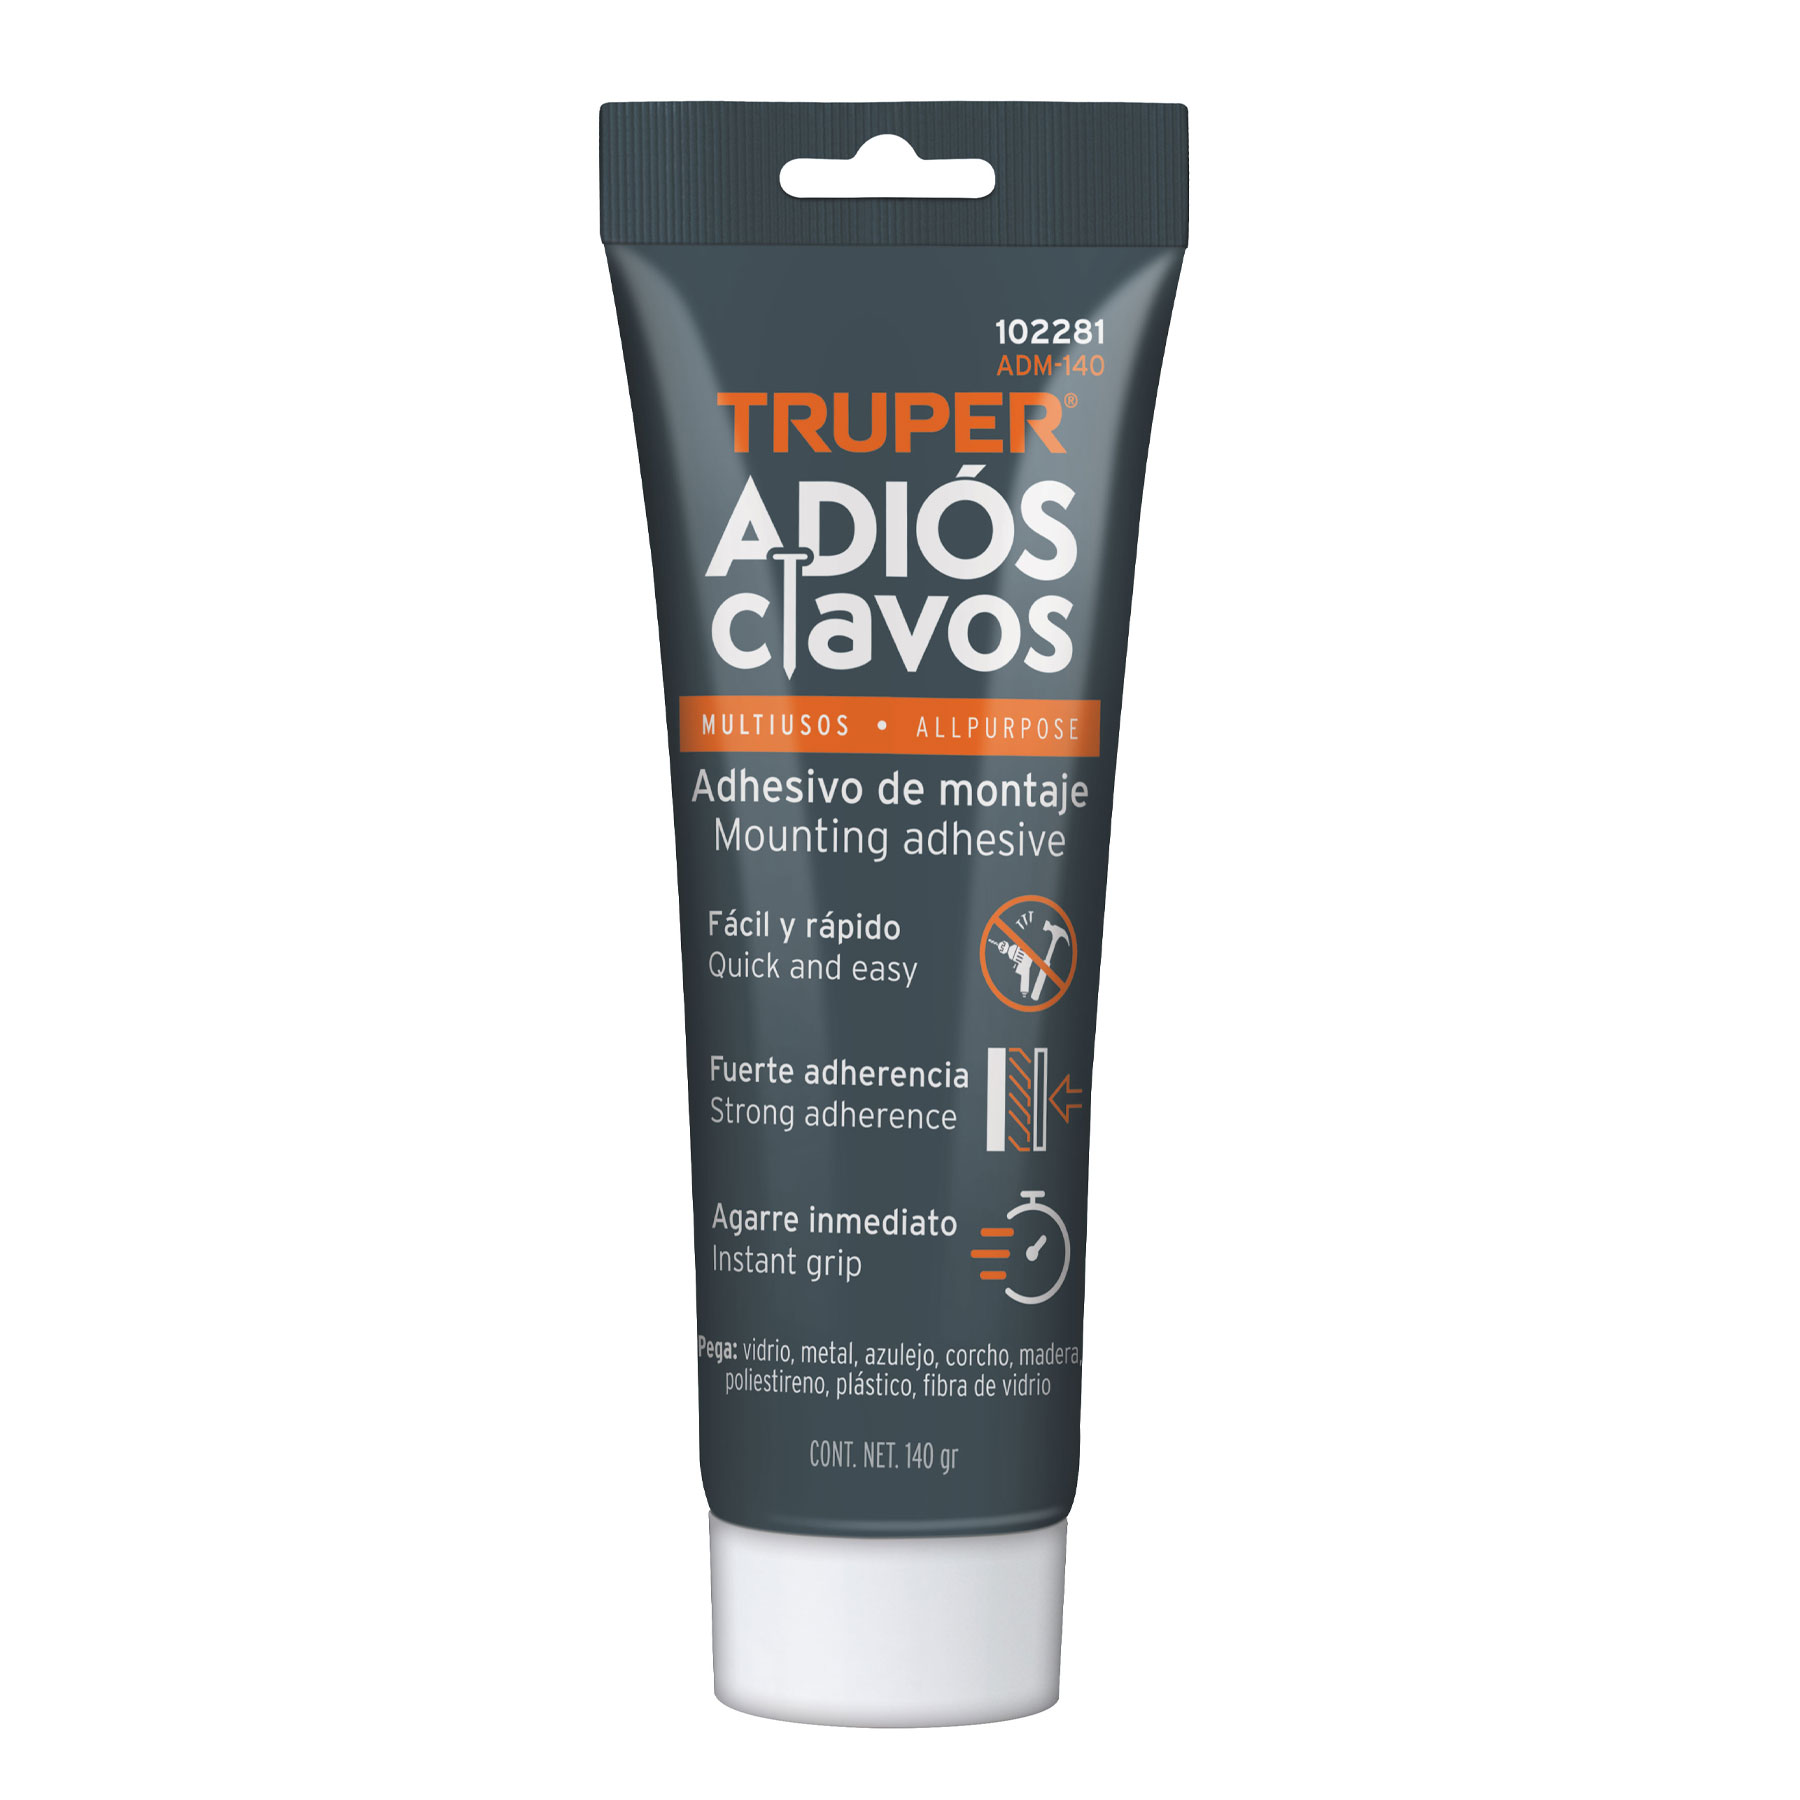 102281
ADM-140
TRUPER®
ADIÓS
clavos
MULTIUSOS • ALLPURPOSE
Adhesivo de montaje
Mounting adhesive
Fácil y rápido
Quick and easy
Fuerte adherencia
Strong adherence
Agarre inmediato
Instant grip
Pega: vidrio, metal, azulejo, corcho, madera,
poliestireno, plástico, fibra de vidrio
CONT. NET. 140 gr